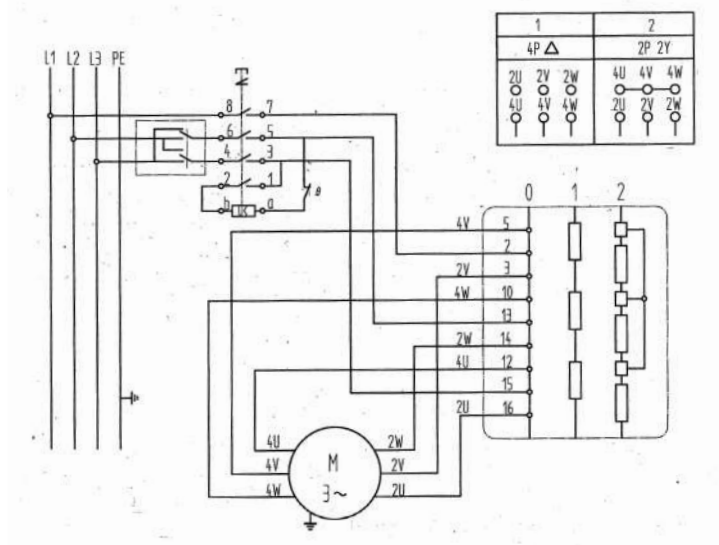 1 2
4P △ 2P 2Y
2U 2V 2W 4U 4V 4W
4U 4V 4W 2U 2V 2W
L1 L2 L3 PE
8 7
6 5
4 3
2 1
b a
0 1 2
4V 5
2
2V 3
4W 10
13
2W 14
4U 12
15
2U 16
4U 2W
M
4V 2V
3~
4W 2U